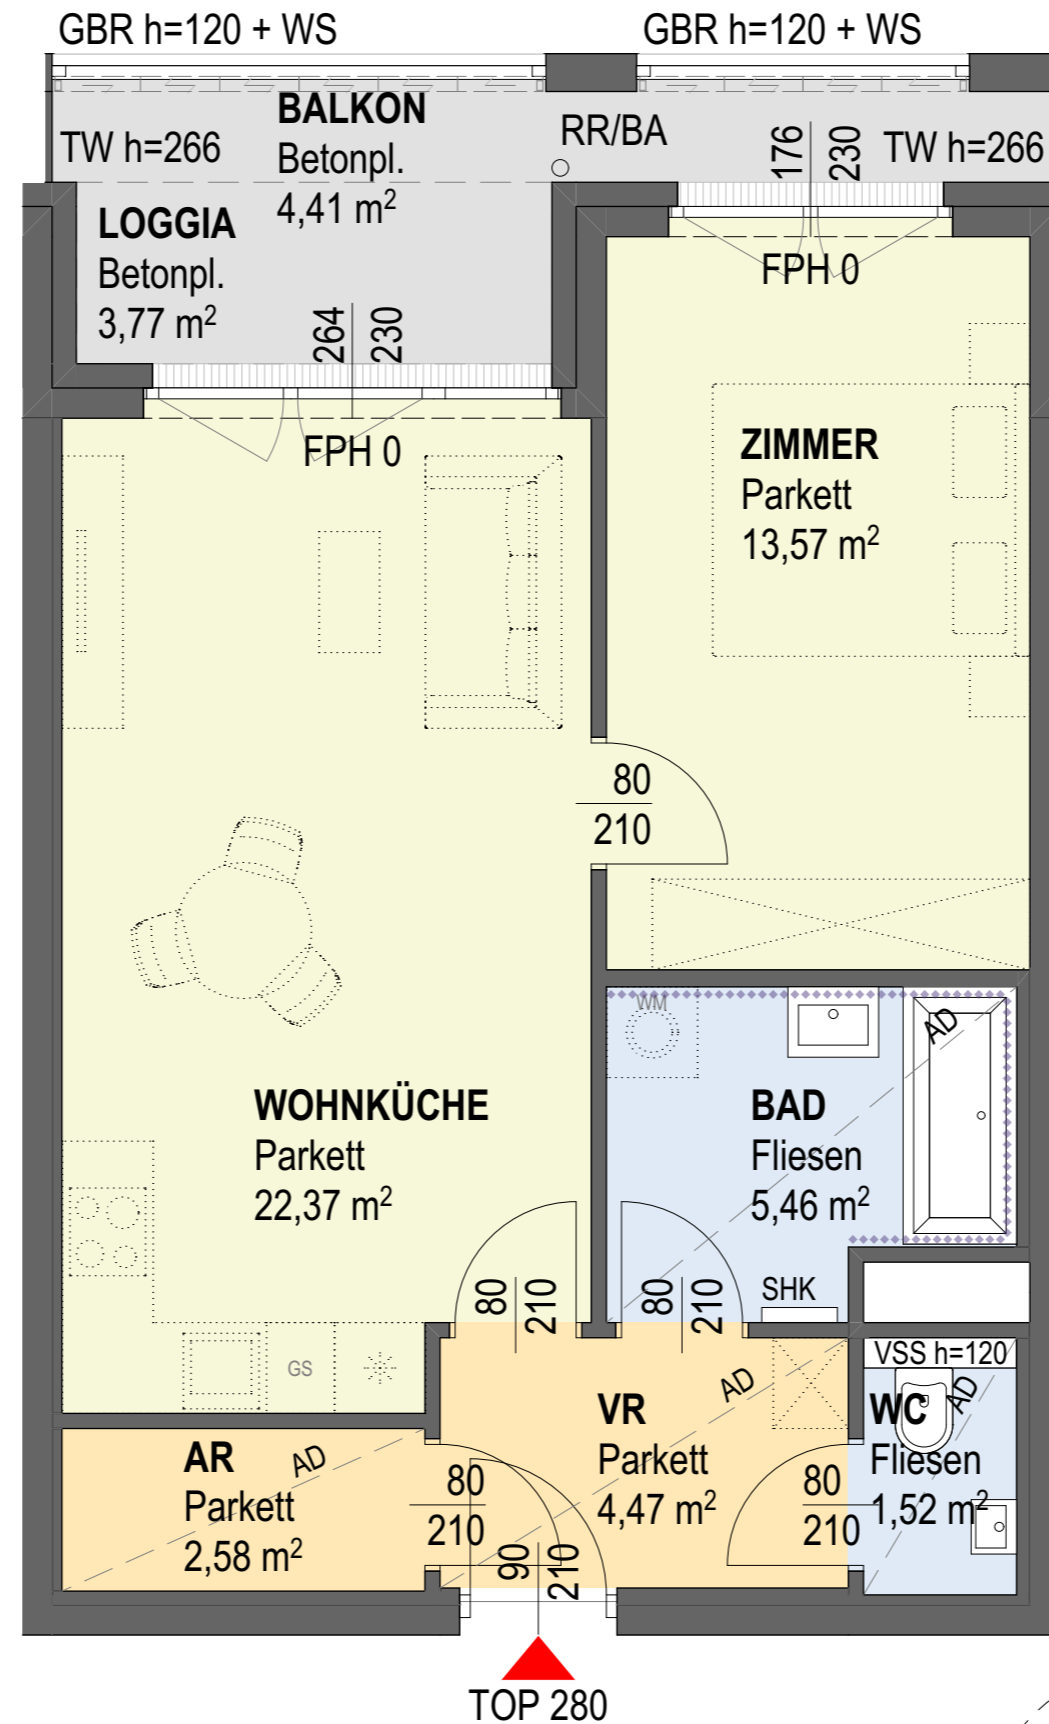 GBR h=120 + WS
GBR h=120 + WS
BALKON
Betonpl.
4,41 m²
TW h=266
RR/BA
176
230
TW h=266
LOGGIA
Betonpl.
3,77 m²
264
230
FPH 0
FPH 0
ZIMMER
Parkett
13,57 m²
80
210
WM
AD
WOHNKÜCHE
Parkett
22,37 m²
BAD
Fliesen
5,46 m²
80
210
80
210
SHK
GS
VSS h=120
AD
AD
VR
Parkett
4,47 m²
WC
Fliesen
1,52 m²
AR
Parkett
2,58 m²
AD
80
210
80
210
90
210
TOP 280